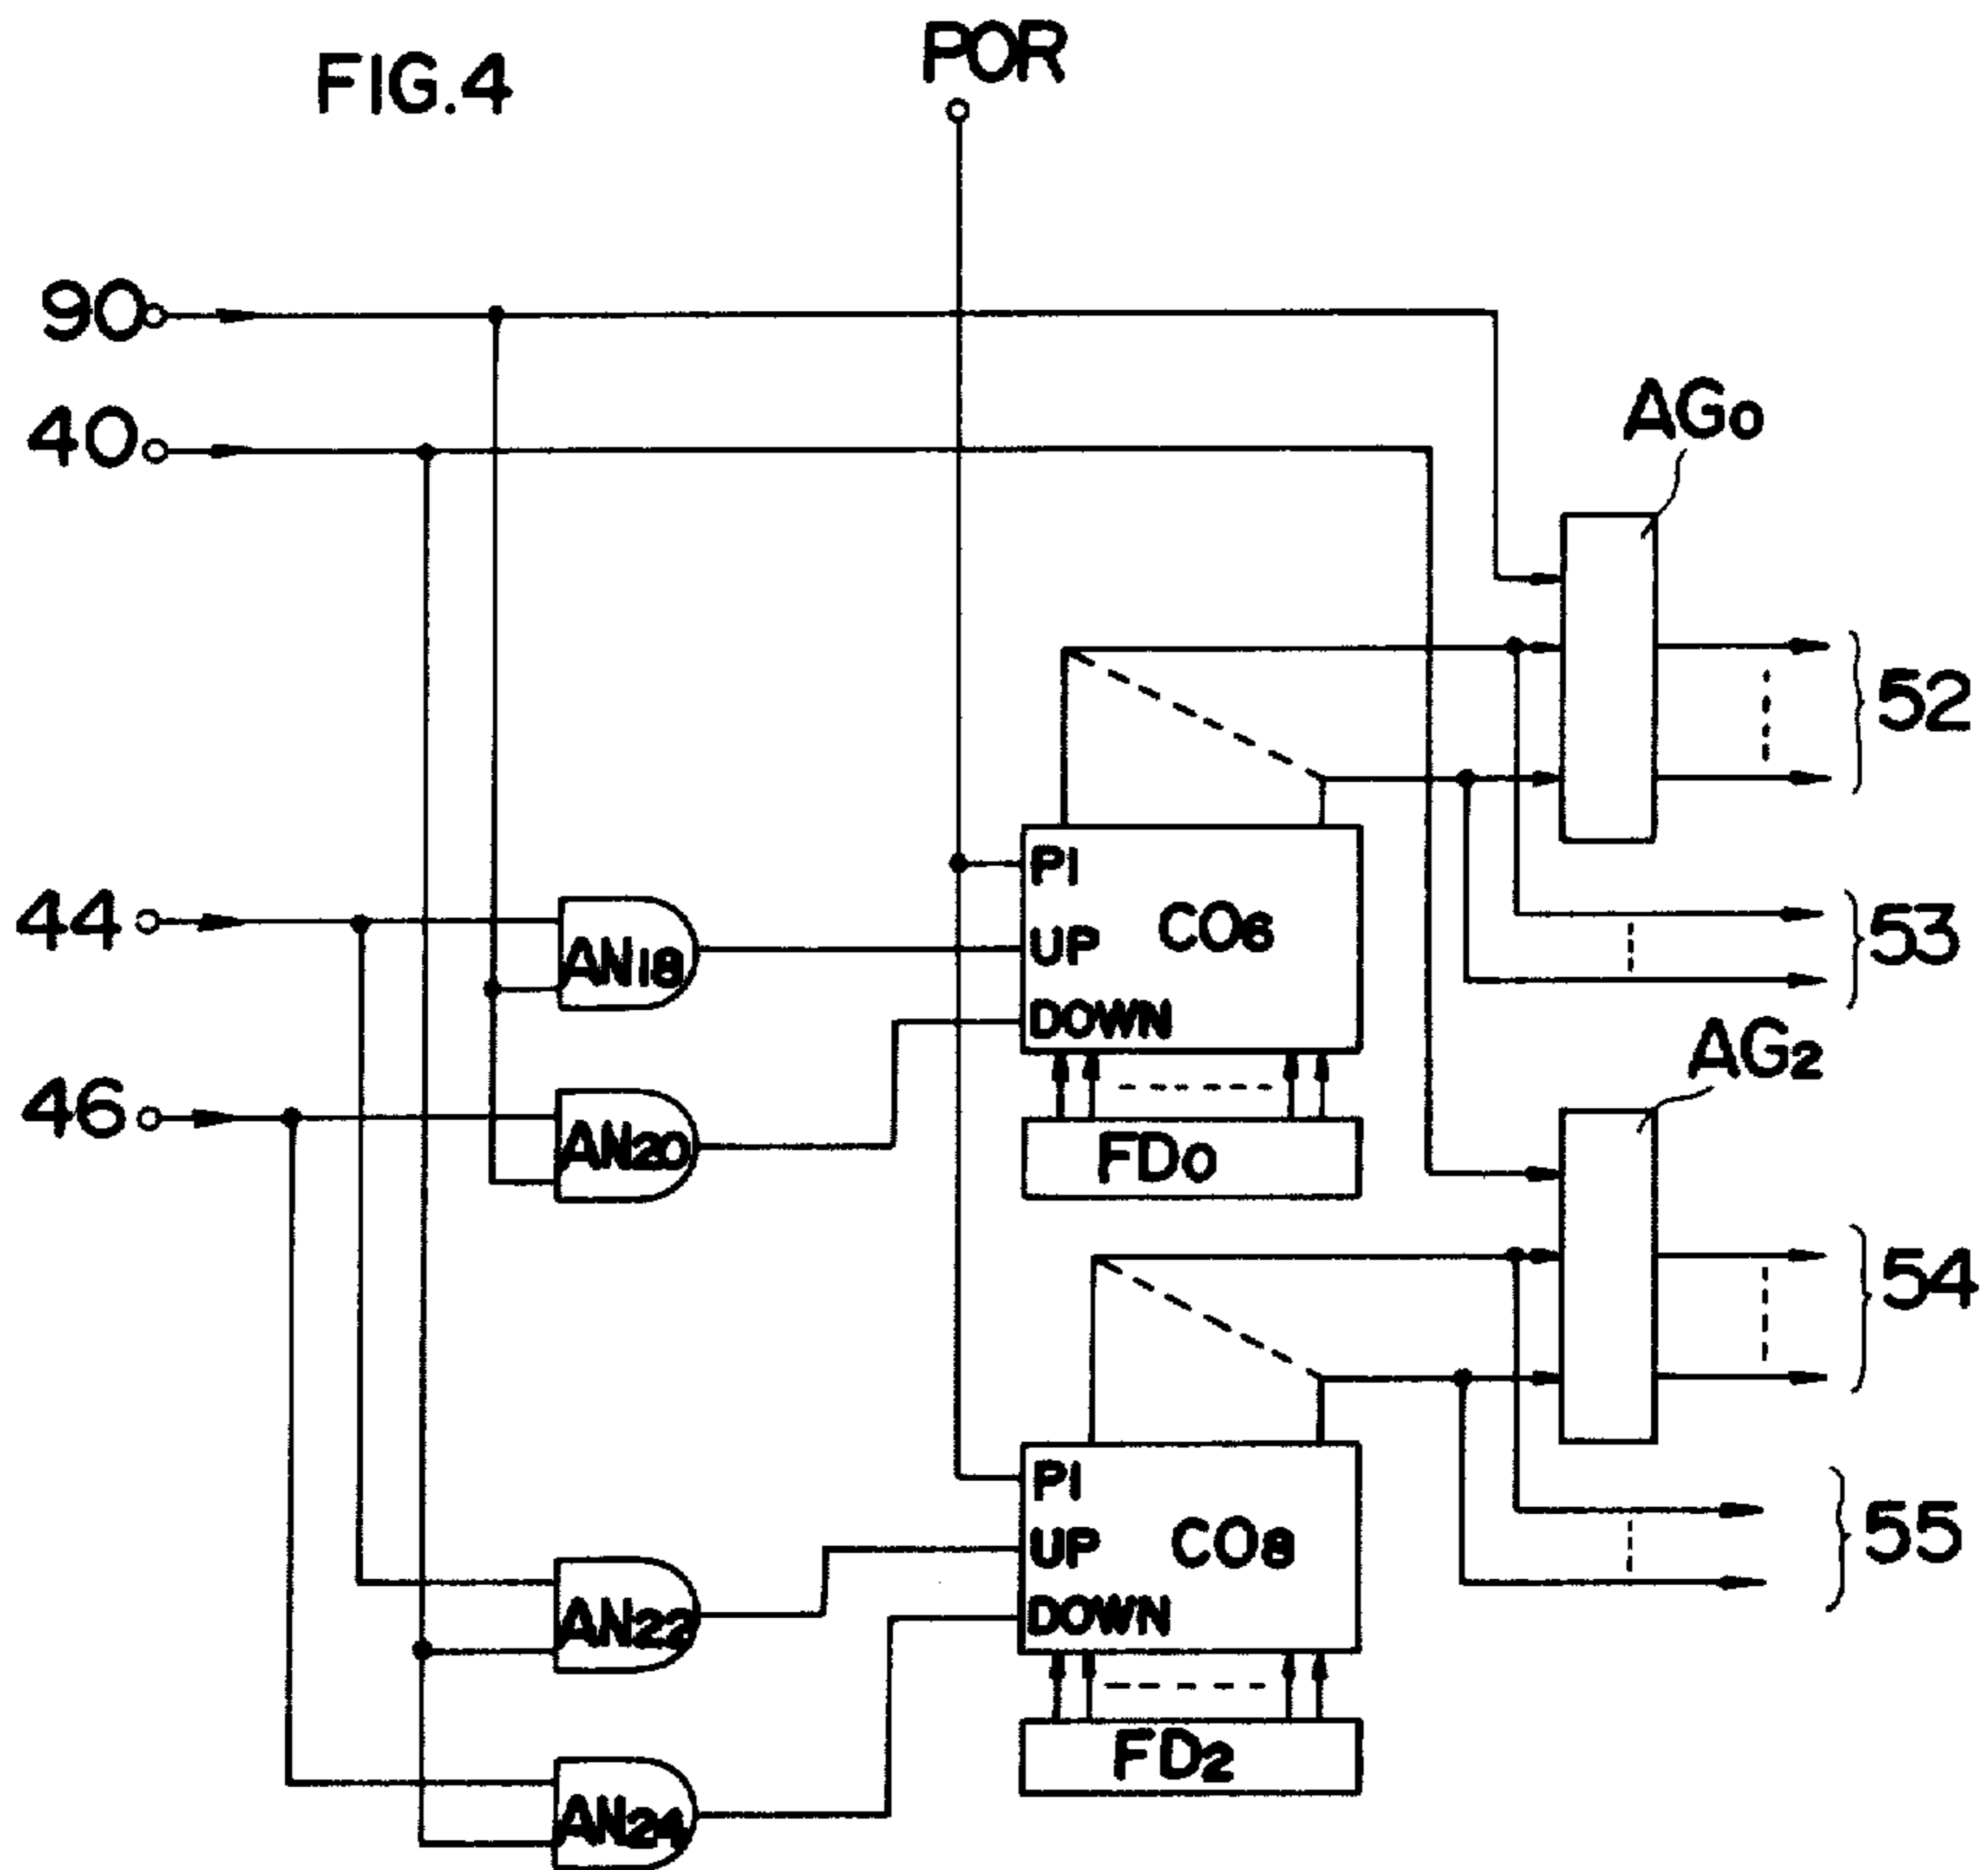 FIG.4
POR
90
40
AG0
52
PI
44
AN18
UP
CO6
53
DOWN
AG2
46
AN20
FD0
54
PI
UP
CO8
55
AN22
DOWN
FD2
AN24